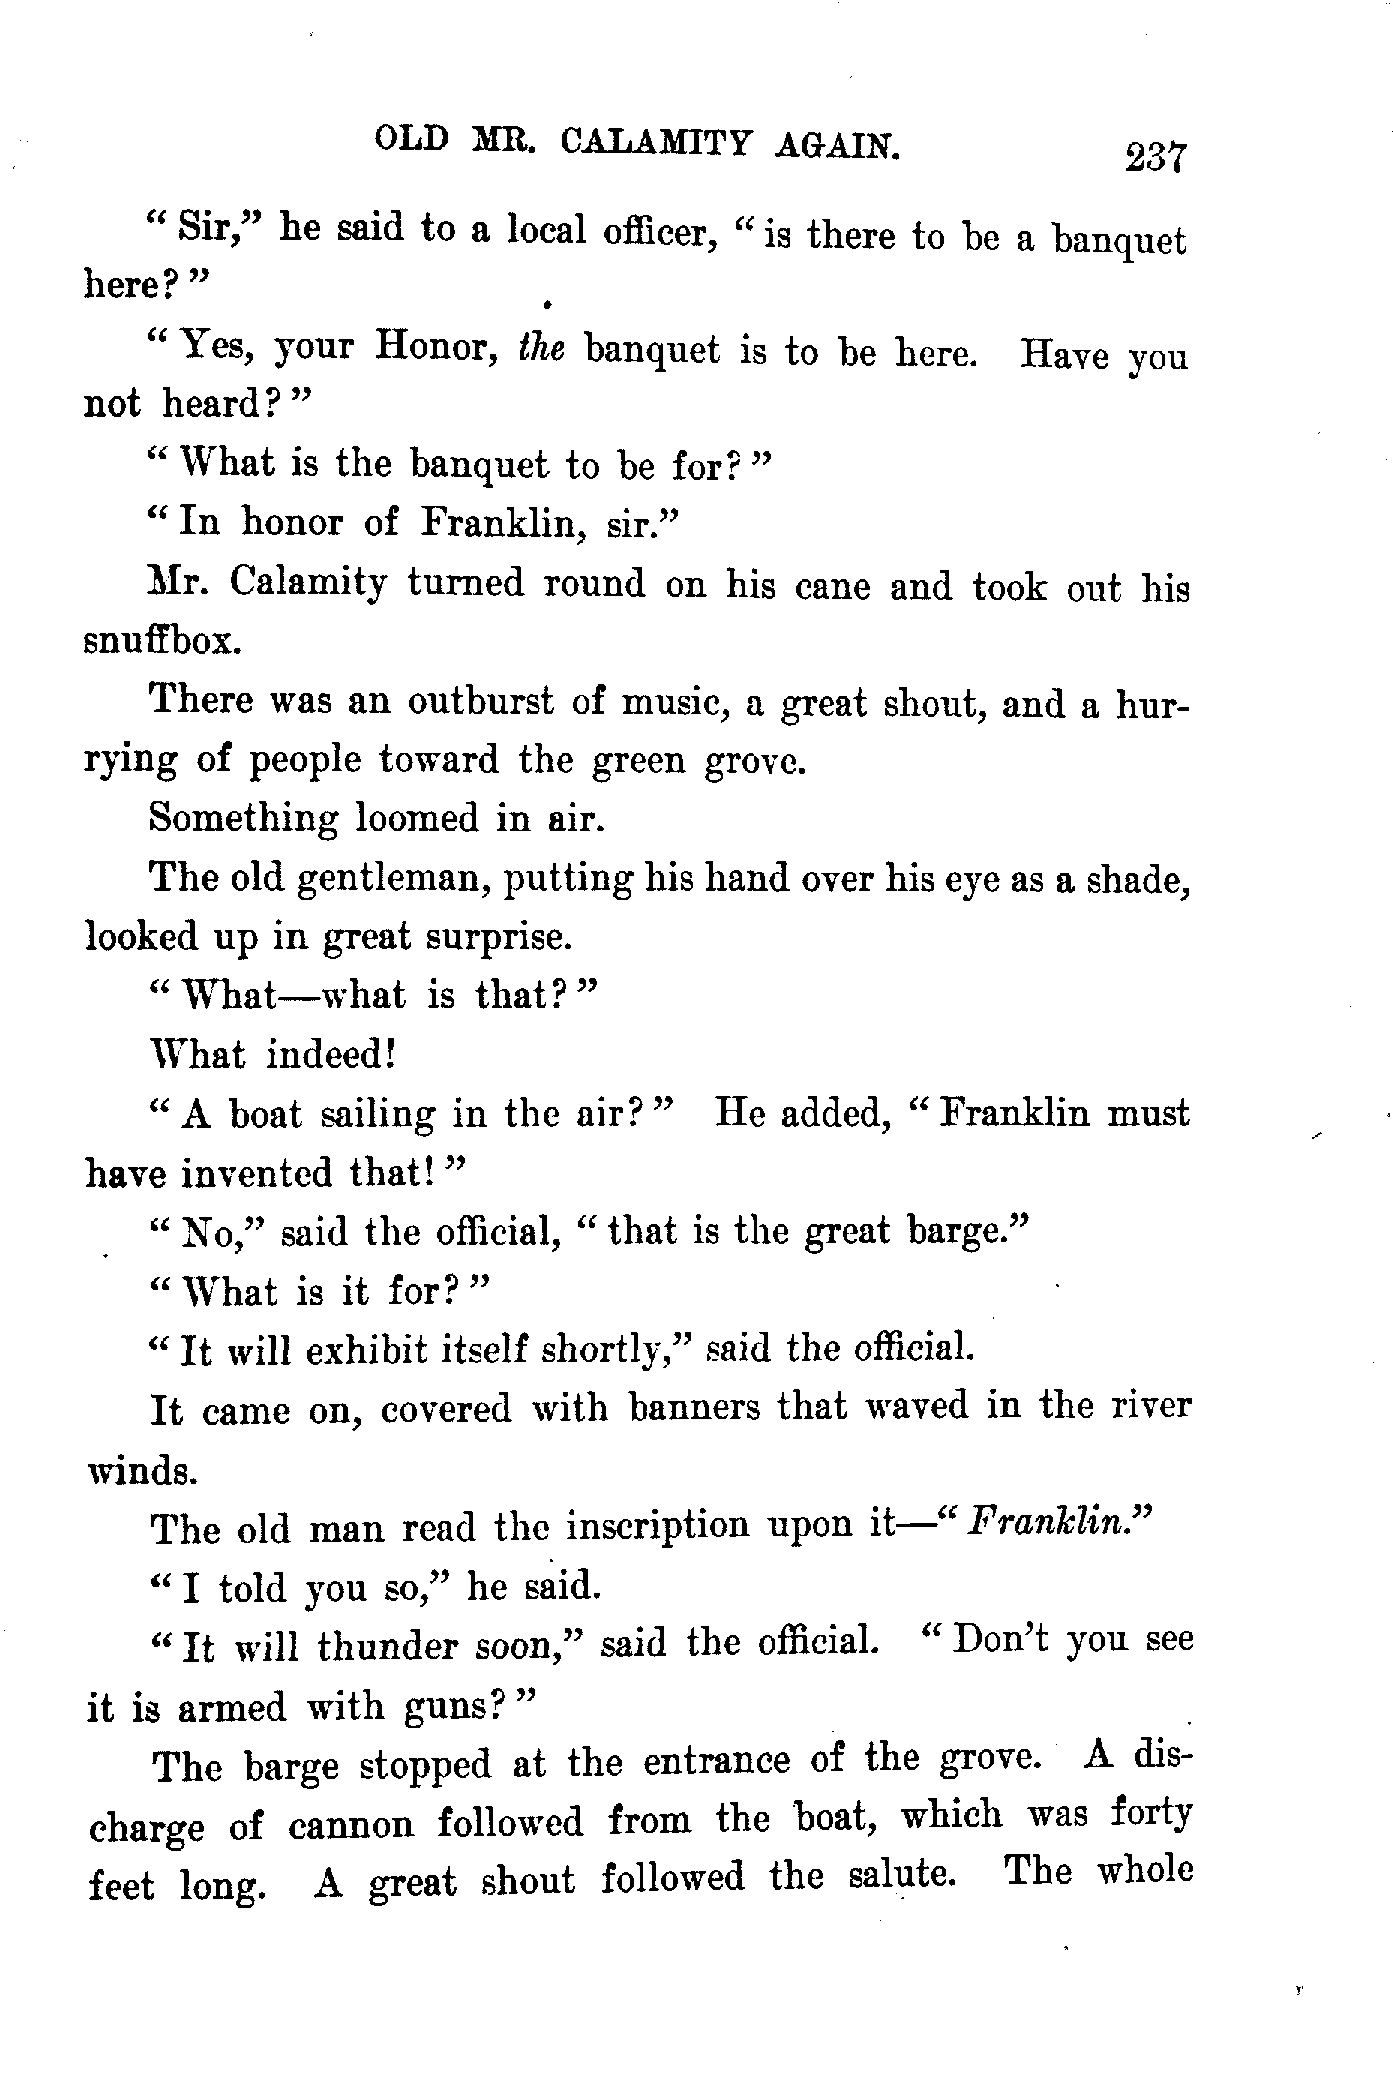 OLD MR. CALAMITY AGAIN. 237
“ Sir,” he said to a local officer, “ is there to be a banquet
here? ”
“ Yes, your Honor, the banquet is to be here. Have you
not heard? ”
“ What is the banquet to be for? ”
“ In honor of Franklin, sir.”
Mr. Calamity turned round on his cane and took out his
snuffbox.
There was an outburst of music, a great shout, and a hur-
rying of people toward the green grove.
Something loomed in air.
The old gentleman, putting his hand over his eye as a shade,
looked up in great surprise.
“ What—what is that? ”
What indeed!
“ A boat sailing in the air? ” He added, “ Franklin must
have invented that! ”
“ No,” said the official, “ that is the great barge.”
“ What is it for? ”
“ It will exhibit itself shortly,” said the official.
It came on, covered with banners that waved in the river
winds.
The old man read the inscription upon it—“ Franklin.”
“ I told you so,” he said.
“ It will thunder soon,” said the official. “ Don’t you see
it is armed with guns? ”
The barge stopped at the entrance of the grove. A dis-
charge of cannon followed from the boat, which was forty
feet long. A great shout followed the salute. The whole